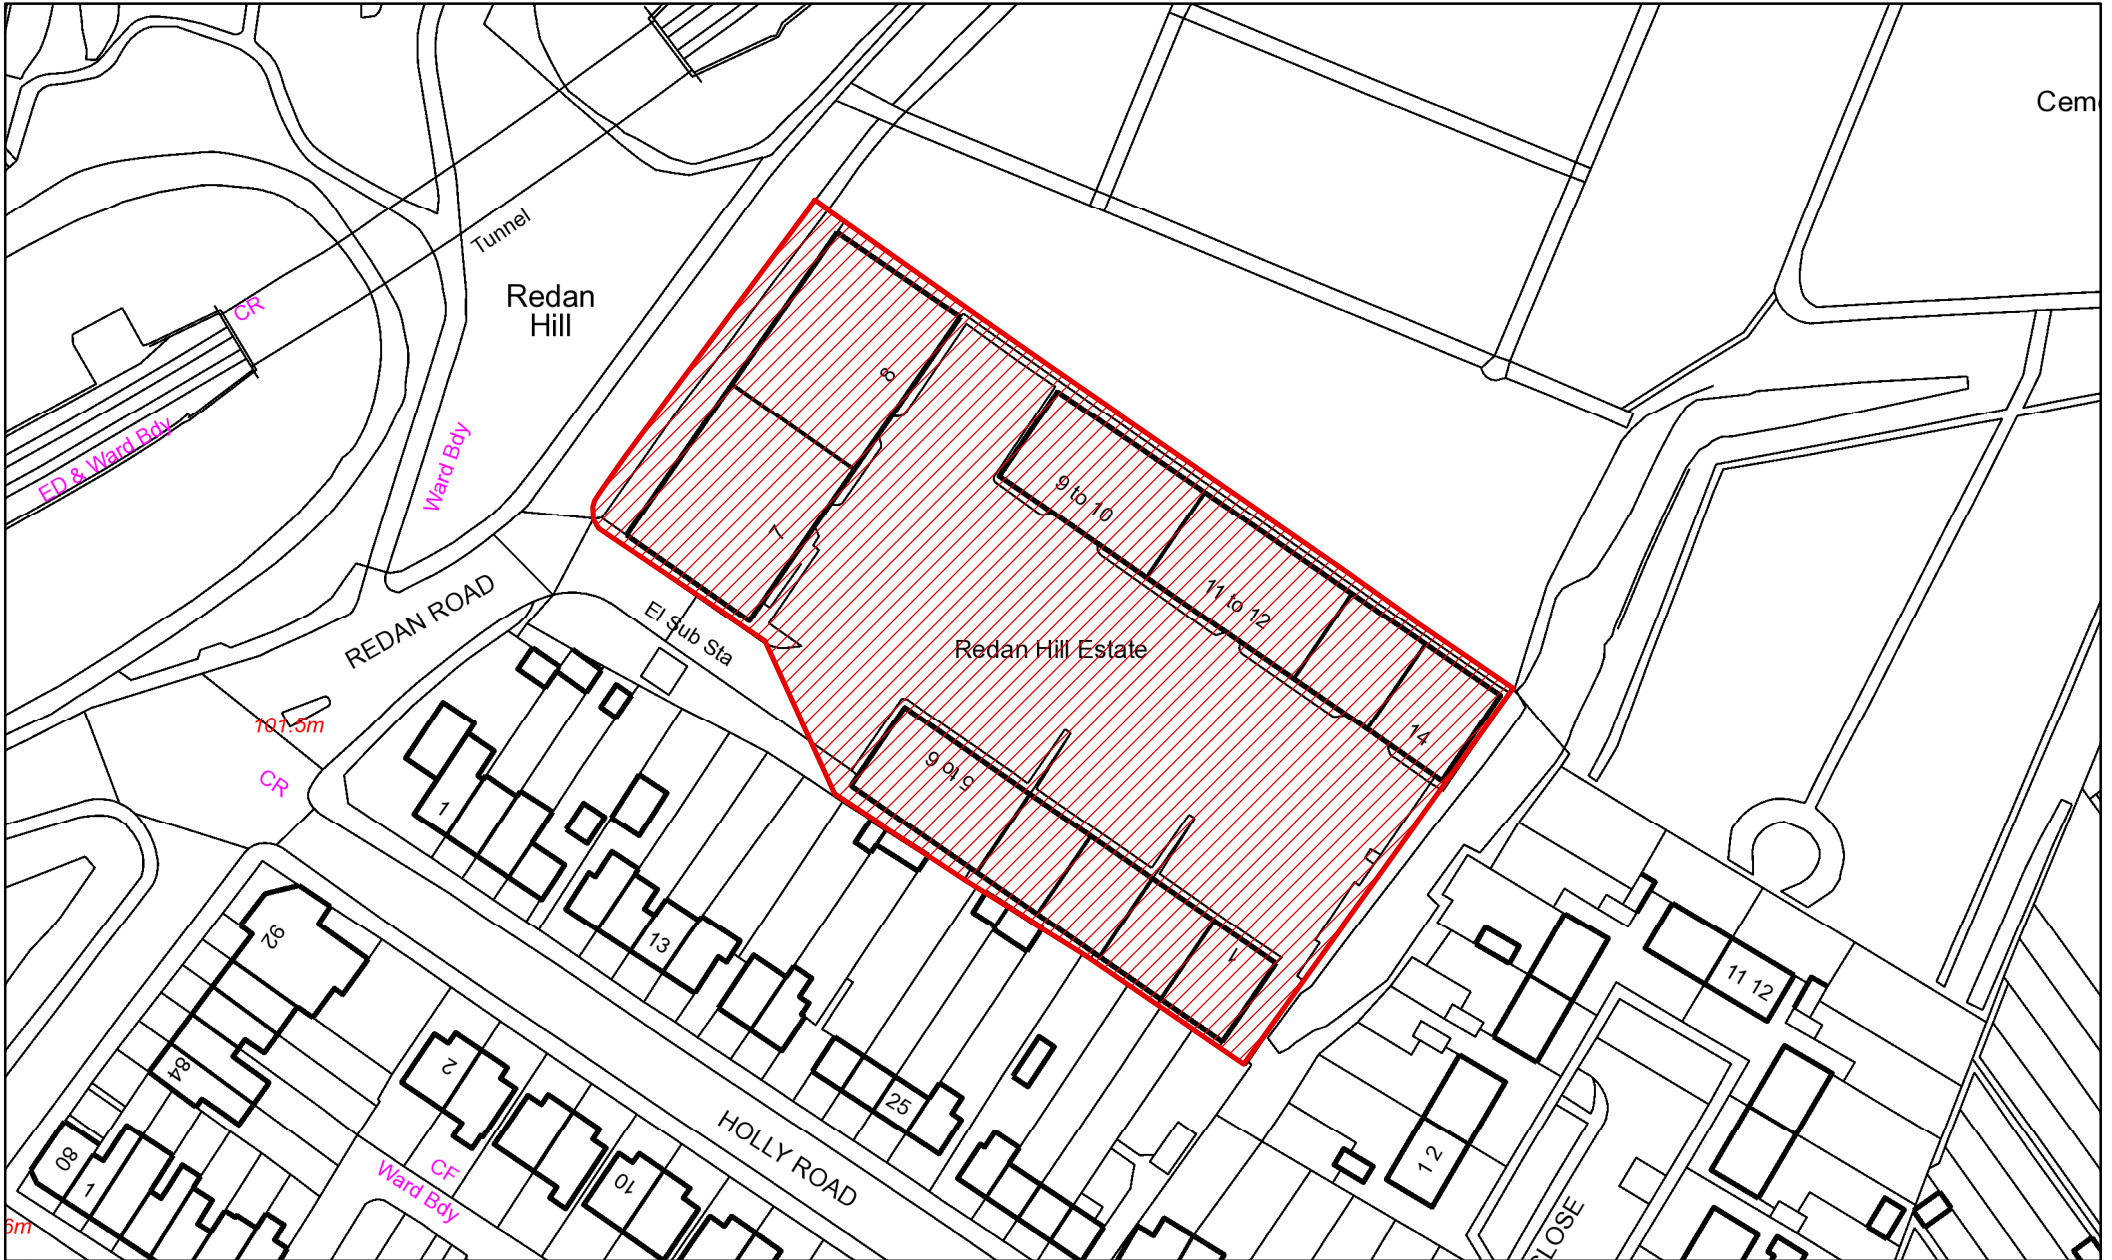 Cem
Tunnel
Redan
Hill
CR
ED & Ward Bdy
Ward Bdy
8
7
9 to 10
11 to 12
14
REDAN ROAD
El Sub Sta
Redan Hill Estate
101.5m
CR
5 to 6
1
1
13
92
84
80
1
2
25
10
HOLLY ROAD
CF
Ward Bdy
11 12
1 2
CLOSE
6m